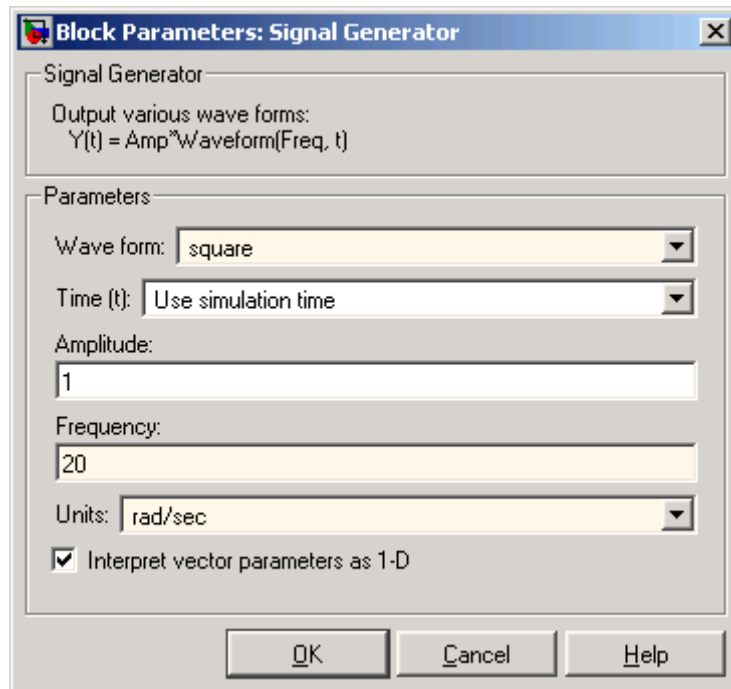 Block Parameters: Signal Generator
Signal Generator
Output various wave forms:
Y(t) = Amp*Waveform(Freq, t)
Parameters
Wave form: square
Time (t): Use simulation time
Amplitude:
1
Frequency:
20
Units: rad/sec
Interpret vector parameters as 1-D
OK Cancel Help